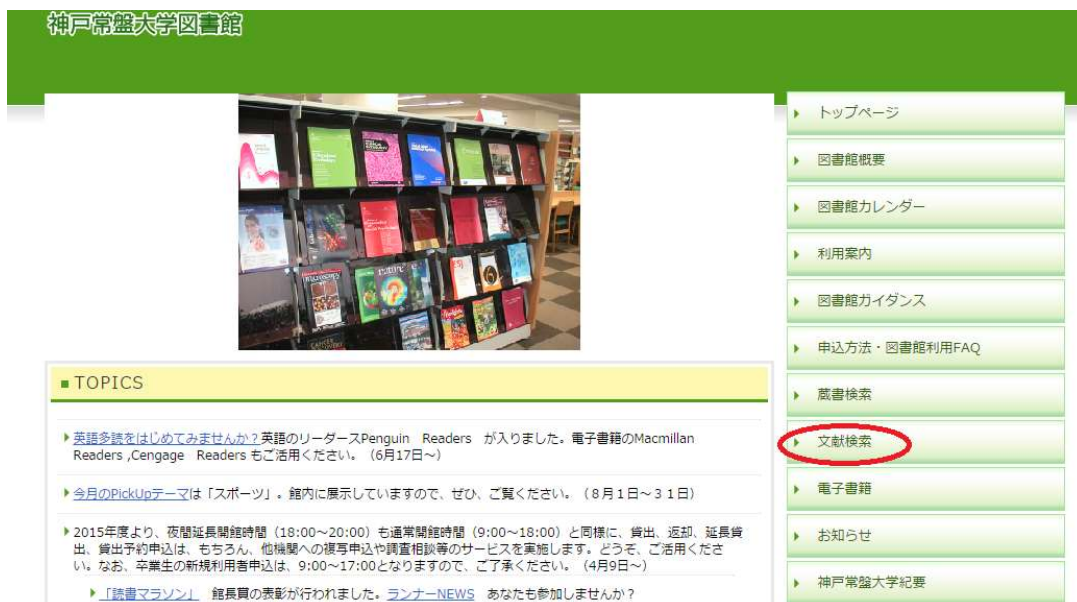 神戸常盤大学図書館
nature
トップページ
図書館概要
図書館カレンダー
利用案内
図書館ガイダンス
申込方法・図書館利用FAQ
蔵書検索
文献検索
電子書籍
お知らせ
神戸常盤大学紀要
TOPICS
英語多読をはじめてみませんか？英語のリーダースPenguin Readers が入りました。電子書籍のMacmillan
Readers ,Cengage Readers もご活用ください。（6月17日～）
今月のPickUpテーマは「スポーツ」。館内に展示していますので、ぜひ、ご覧ください。（８月１日～３１日）
2015年度より、夜間延長開館時間（18:00～20:00）も通常開館時間（9:00～18:00）と同様に、貸出、返却、延長貸
出、貸出予約申込は、もちろん、他機関への複写申込や調査相談等のサービスを実施します。どうぞ、ご活用くださ
い。なお、卒業生の新規利用者申込は、9:00～17:00となりますので、ご了承ください。（4月9日～）
「読書マラソン」 館長賞の表彰が行われました。ランナーNEWS あなたも参加しませんか？